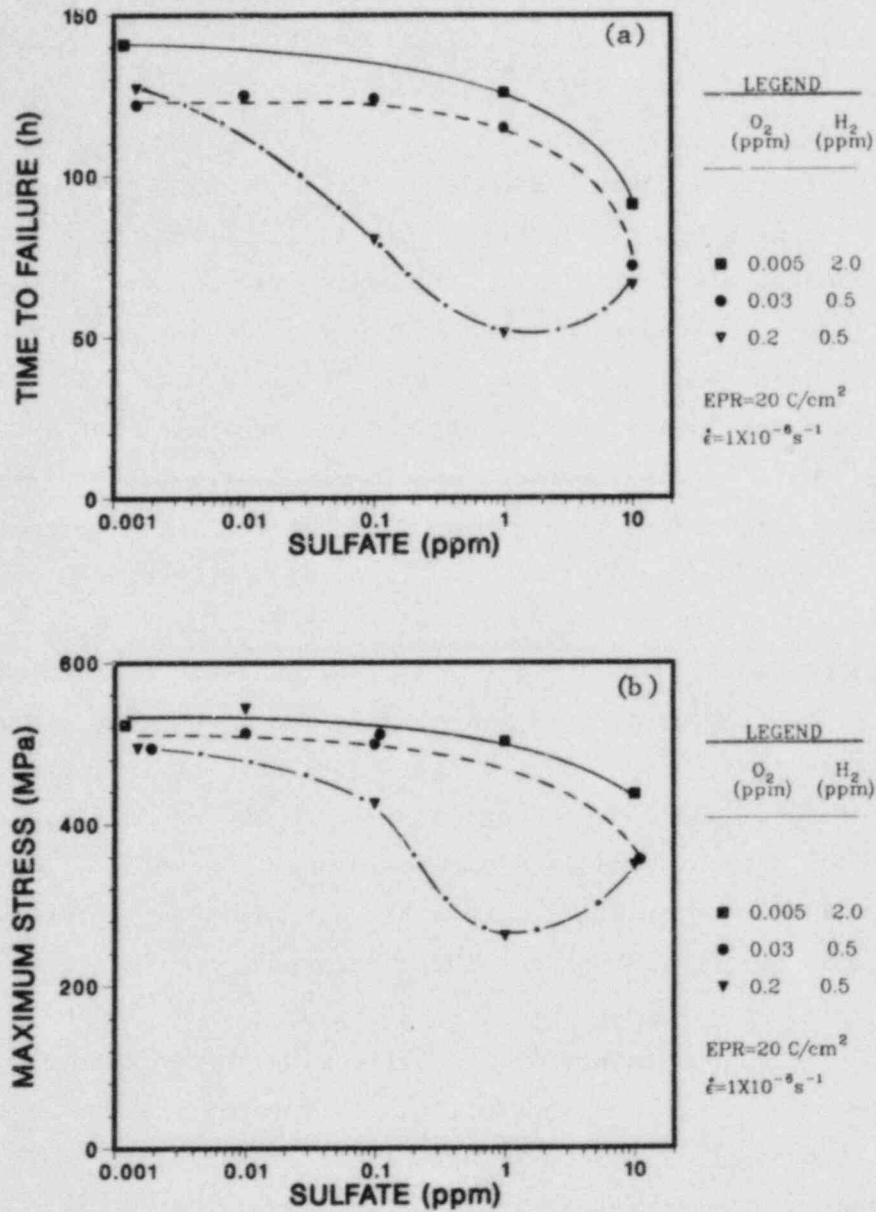 (a)
150
100
50
0
TIME TO FAILURE (h)
0.001 0.01 0.1 1 10
SULFATE (ppm)
LEGEND
O₂ H₂
(ppm) (ppm)
■ 0.005 2.0
● 0.03 0.5
▼ 0.2 0.5
EPR=20 C/cm²
ε̇=1X10⁻⁶s⁻¹
(b)
600
400
200
0
MAXIMUM STRESS (MPa)
0.001 0.01 0.1 1 10
SULFATE (ppm)
LEGEND
O₂ H₂
(ppm) (ppm)
■ 0.005 2.0
● 0.03 0.5
▼ 0.2 0.5
EPR=20 C/cm²
ε̇=1X10⁻⁶s⁻¹